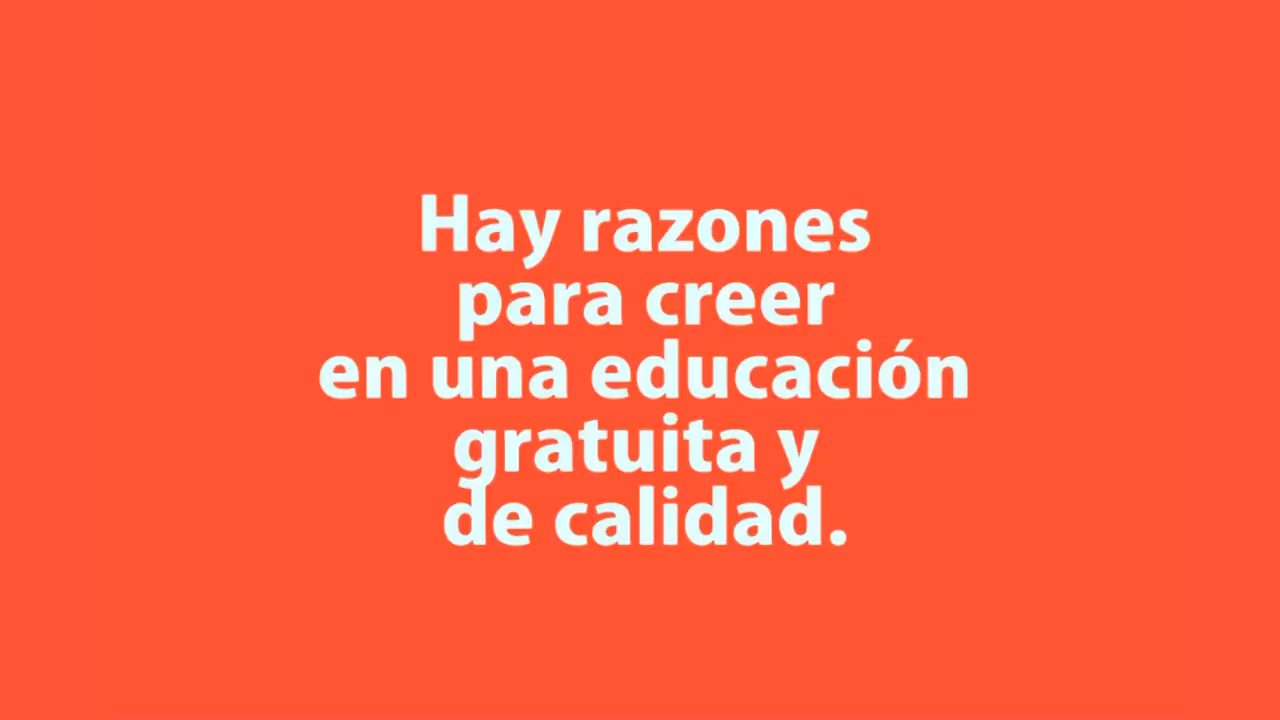 Hay razones
para creer
en una educación
gratuita y
de calidad.